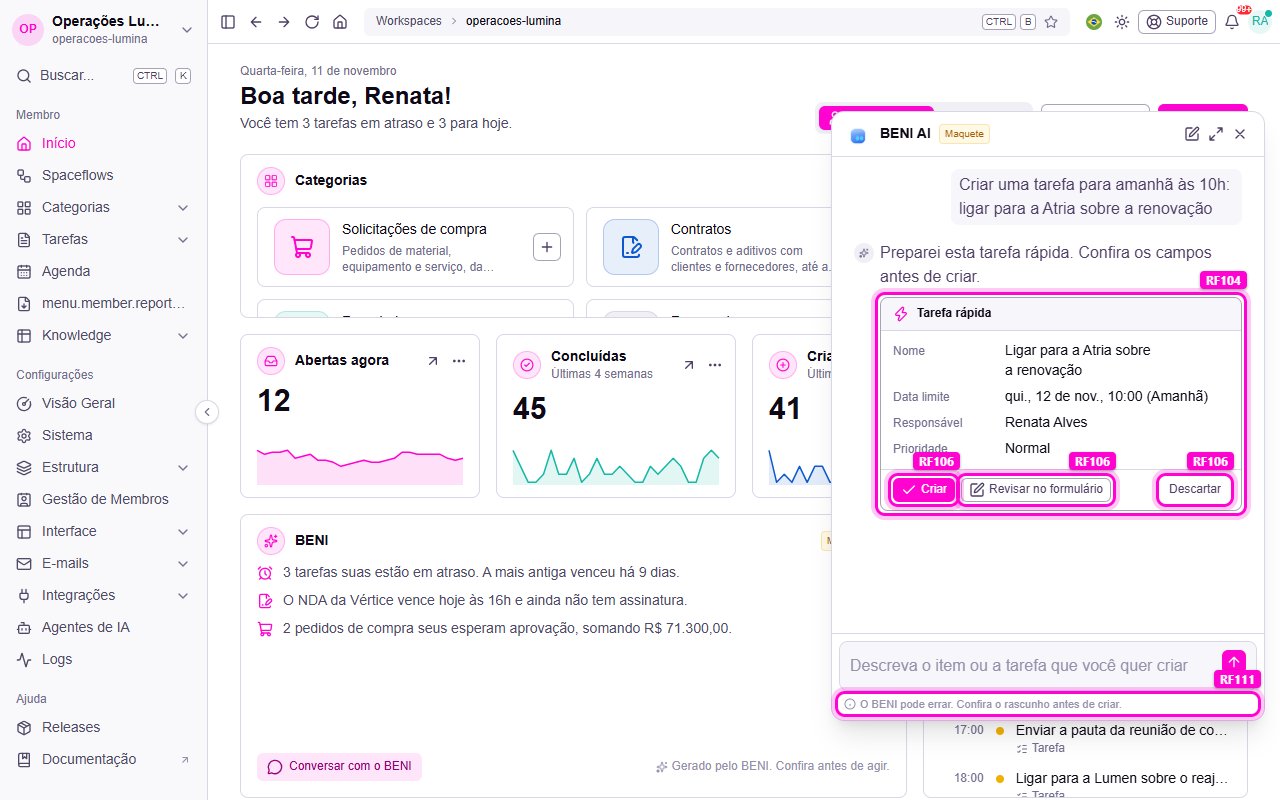 OP
Operações Lu...
operacoes-lumina
Buscar...
CTRL
K
Membro
Início
Spaceflows
Categorias
Tarefas
Agenda
menu.member.report...
Knowledge
Configurações
Visão Geral
Sistema
Estrutura
Gestão de Membros
Interface
E-mails
Integrações
Agentes de IA
Logs
Ajuda
Releases
Documentação
Workspaces
operacoes-lumina
CTRL
B
Suporte
99+
RA
Quarta-feira, 11 de novembro
Boa tarde, Renata!
Você tem 3 tarefas em atraso e 3 para hoje.
Categorias
Solicitações de compra
Pedidos de material,
equipamento e serviço, da...
Contratos
Contratos e aditivos com
clientes e fornecedores, até a
Abertas agora
12
Concluídas
Últimas 4 semanas
45
41
BENI
3 tarefas suas estão em atraso. A mais antiga venceu há 9 dias.
O NDA da Vértice vence hoje às 16h e ainda não tem assinatura.
2 pedidos de compra seus esperam aprovação, somando R$ 71.300,00.
Conversar com o BENI
Gerado pelo BENI. Confira antes de agir.
BENI AI
Maquete
Criar uma tarefa para amanhã às 10h:
ligar para a Atria sobre a renovação
Preparei esta tarefa rápida. Confira os campos
antes de criar.
RF104
Tarefa rápida
Nome
Ligar para a Atria sobre
a renovação
Data limite
qui., 12 de nov., 10:00 (Amanhã)
Responsável
Renata Alves
Prioridade
Normal
RF106
RF106
RF106
Criar
Revisar no formulário
Descartar
Descreva o item ou a tarefa que você quer criar
RF111
O BENI pode errar. Confira o rascunho antes de criar.
17:00
Enviar a pauta da reunião de co...
Tarefa
18:00
Ligar para a Lumen sobre o reaj...
Tarefa